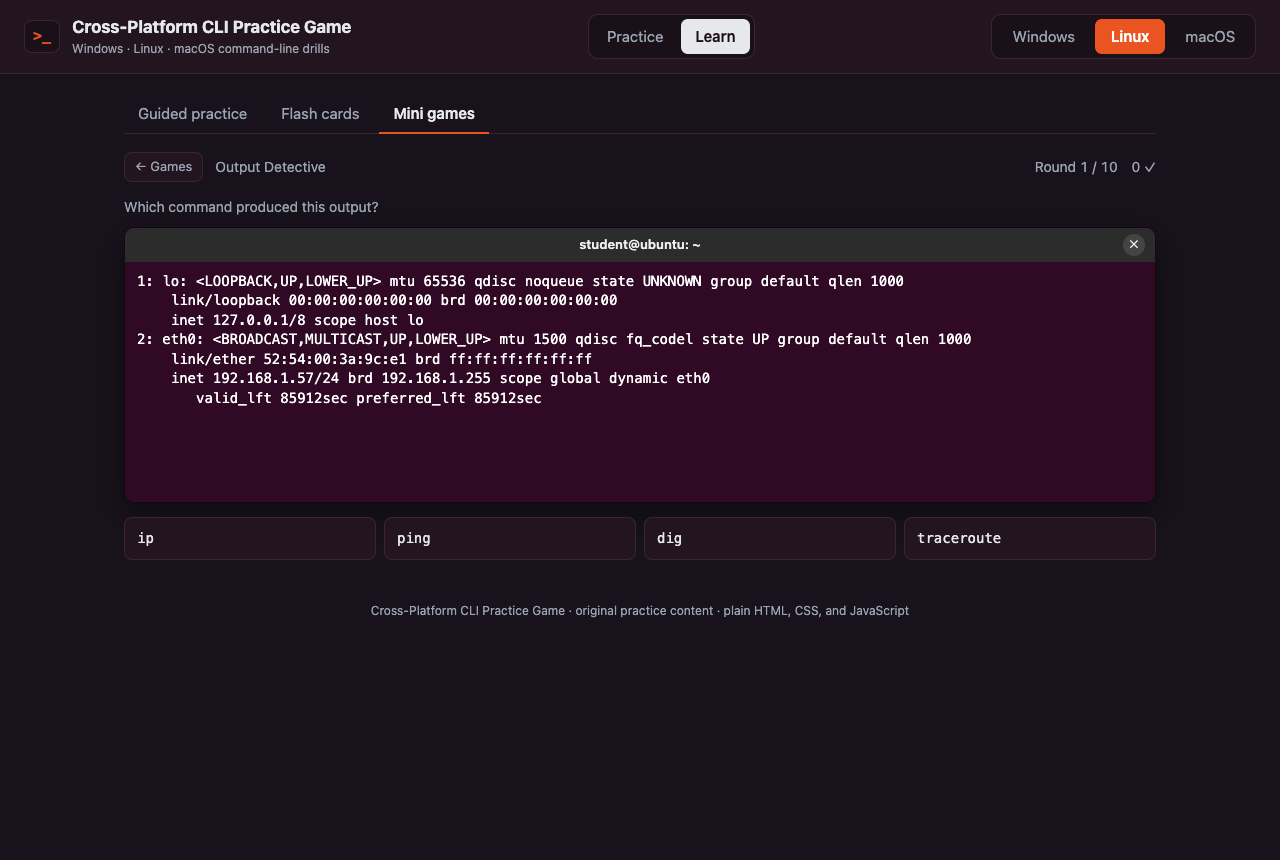 >_ Cross-Platform CLI Practice Game
Windows · Linux · macOS command-line drills
Practice Learn
Windows Linux macOS
Guided practice Flash cards Mini games
← Games Output Detective Round 1 / 10 0 ✓
Which command produced this output?
student@ubuntu: ~ ✕
1: lo: <LOOPBACK,UP,LOWER_UP> mtu 65536 qdisc noqueue state UNKNOWN group default qlen 1000
    link/loopback 00:00:00:00:00:00 brd 00:00:00:00:00:00
    inet 127.0.0.1/8 scope host lo
2: eth0: <BROADCAST,MULTICAST,UP,LOWER_UP> mtu 1500 qdisc fq_codel state UP group default qlen 1000
    link/ether 52:54:00:3a:9c:e1 brd ff:ff:ff:ff:ff:ff
    inet 192.168.1.57/24 brd 192.168.1.255 scope global dynamic eth0
       valid_lft 85912sec preferred_lft 85912sec
ip ping dig traceroute
Cross-Platform CLI Practice Game · original practice content · plain HTML, CSS, and JavaScript